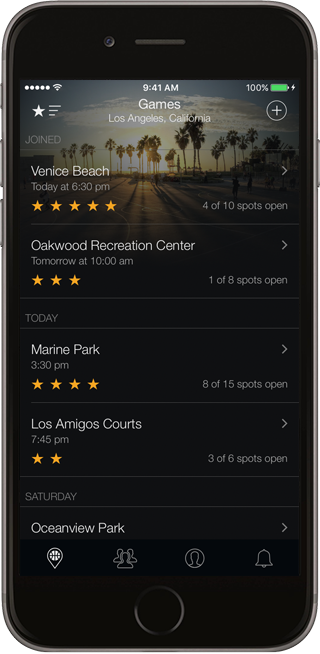 9:41 AM
100%
Games
Los Angeles, California
JOINED
Venice Beach
Today at 6:30 pm
4 of 10 spots open
Oakwood Recreation Center
Tomorrow at 10:00 am
1 of 8 spots open
TODAY
Marine Park
3:30 pm
8 of 15 spots open
Los Amigos Courts
7:45 pm
3 of 6 spots open
SATURDAY
Oceanview Park